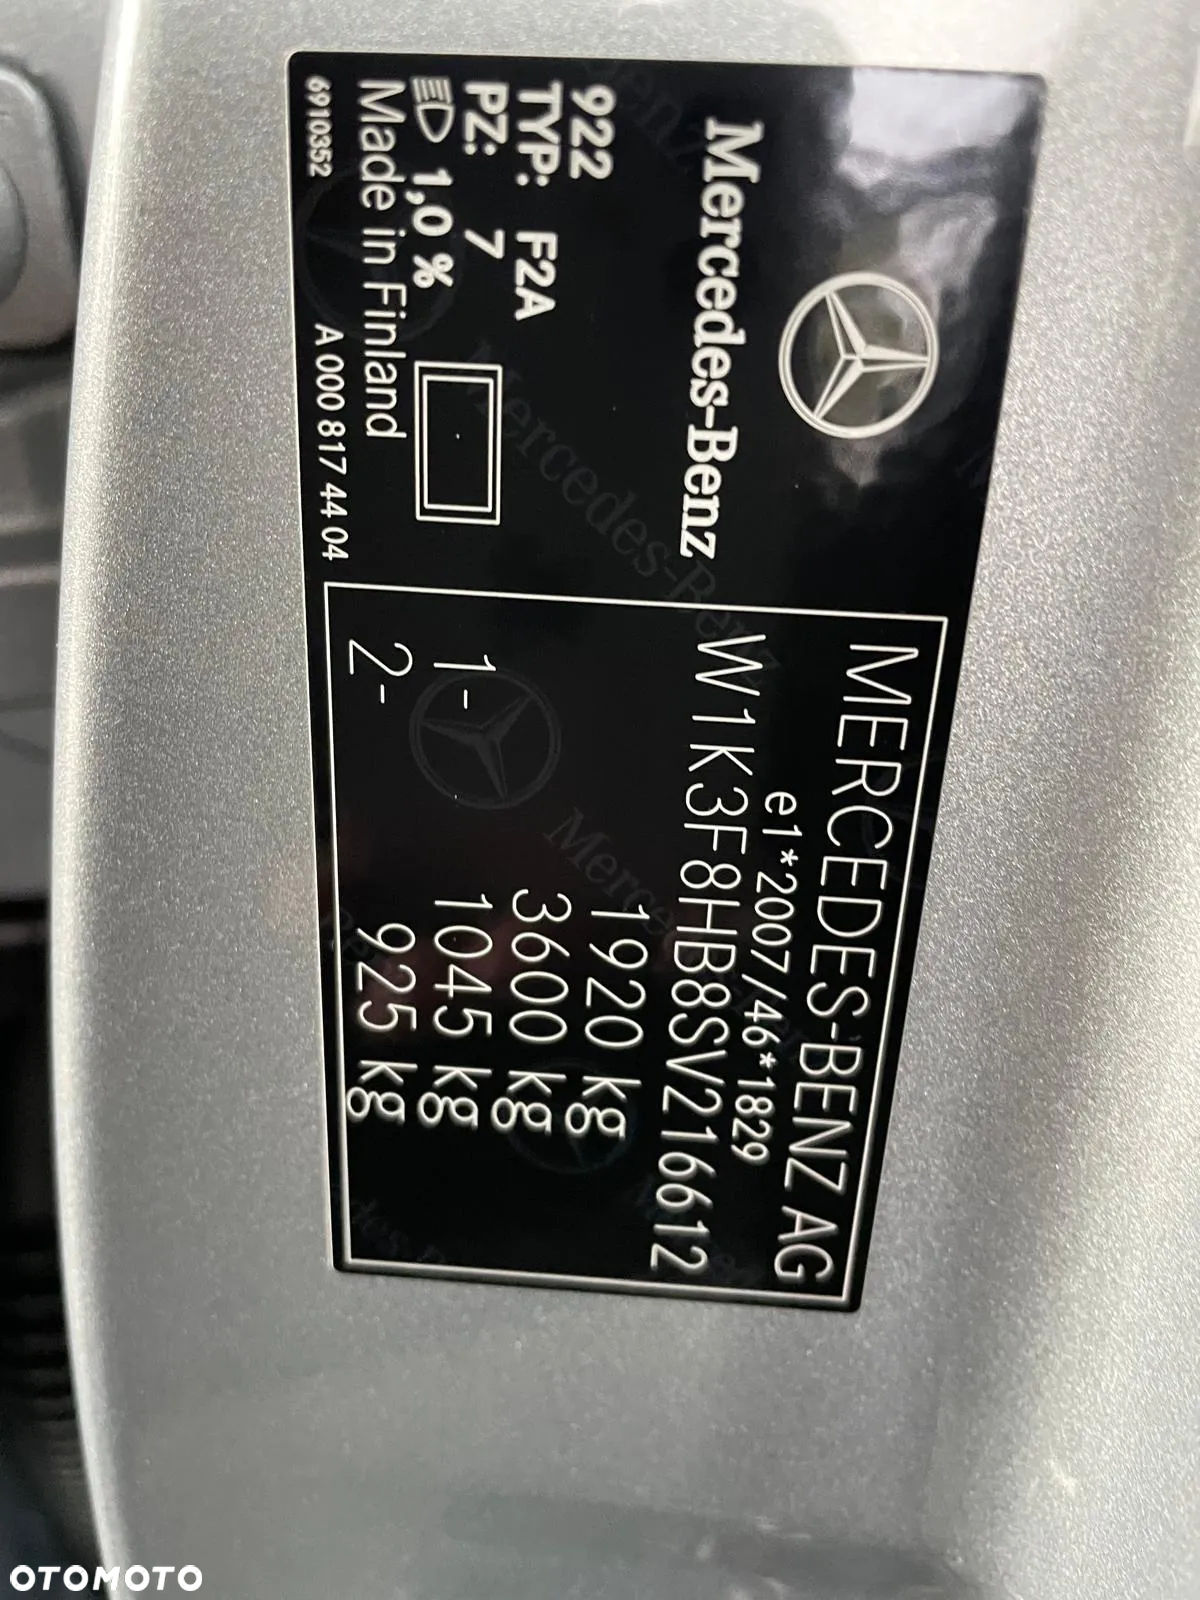 Mercedes-Benz
922
TYP: F2A
PZ: 7
1,0 %
Made in Finland
6910352 A 000 817 44 04
MERCEDES-BENZ AG
e1*2007/46*1829
W1K3F8HB8SV216612
1920 kg
3600 kg
1- 1045 kg
2- 925 kg
OTOMOTO